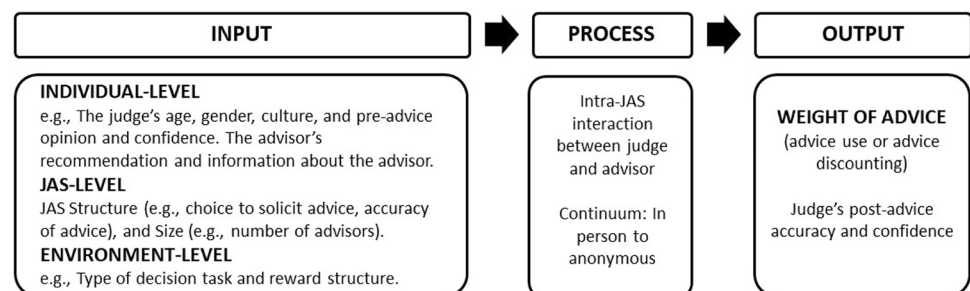 INPUT
PROCESS
OUTPUT
INDIVIDUAL-LEVEL
e.g., The judge's age, gender, culture, and pre-advice
opinion and confidence. The advisor's
recommendation and information about the advisor.
JAS-LEVEL
JAS Structure (e.g., choice to solicit advice, accuracy
of advice), and Size (e.g., number of advisors).
ENVIRONMENT-LEVEL
e.g., Type of decision task and reward structure.
Intra-JAS
interaction
between judge
and advisor
Continuum: In
person to
anonymous
WEIGHT OF ADVICE
(advice use or advice
discounting)
Judge's post-advice
accuracy and confidence